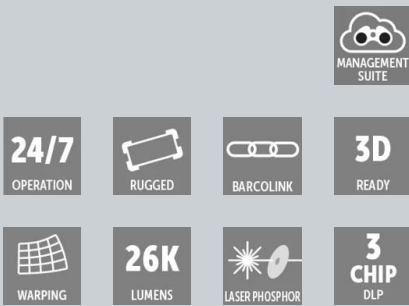 MANAGEMENT
SUITE
24/7
OPERATION
RUGGED
BARCOLINK
3D
READY
WARPING
26K
LUMENS
LASER PHOSPHOR
3
CHIP
DLP